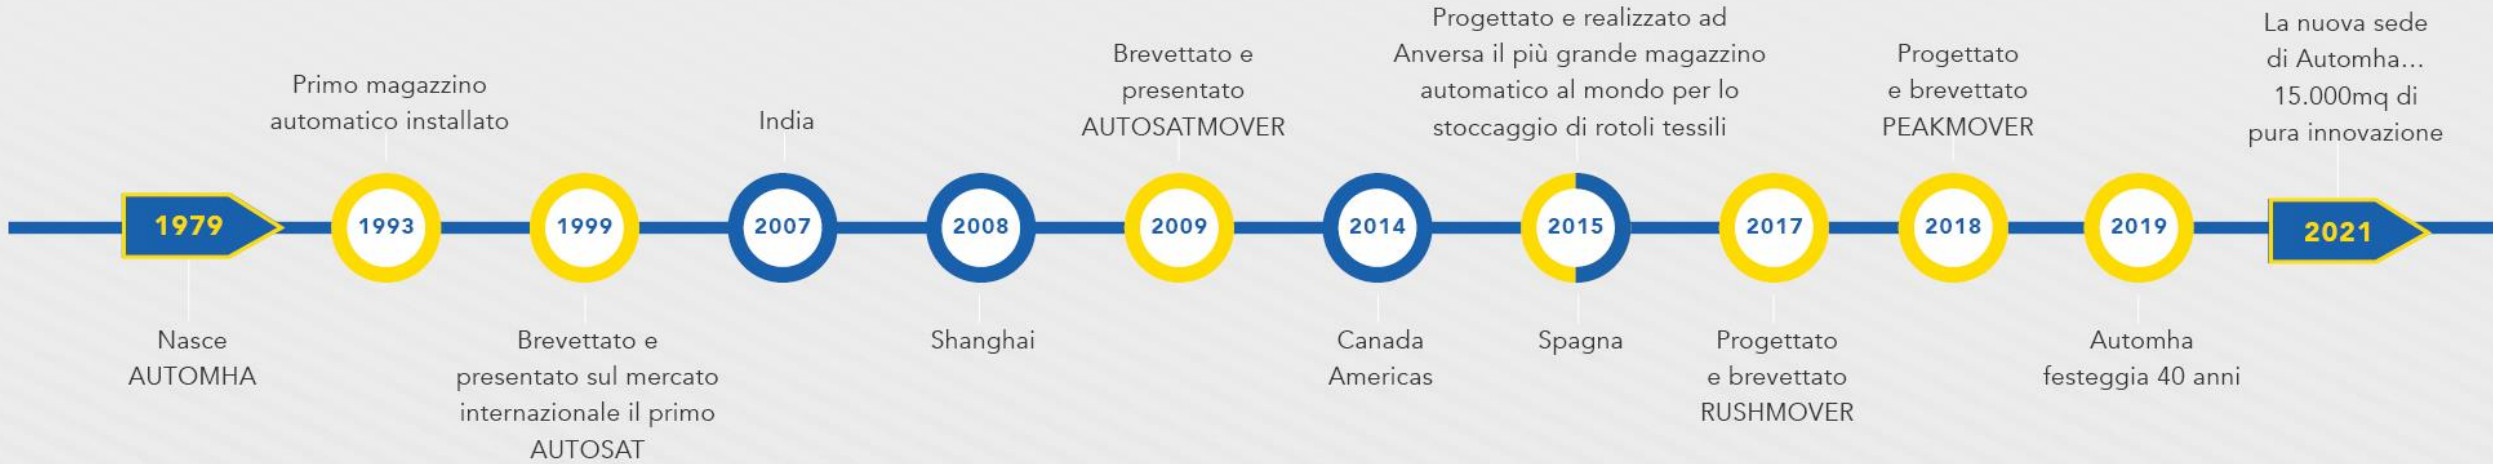 1979
Nasce
AUTOMHA
Primo magazzino
automatico installato
1993
1999
Brevettato e
presentato sul mercato
internazionale il primo
AUTOSAT
India
2007
2008
Shanghai
Brevettato e
presentato
AUTOSATMOVER
2009
2014
Canada
Americas
Progettato e realizzato ad
Anversa il più grande magazzino
automatico al mondo per lo
stoccaggio di rotoli tessili
2015
Spagna
2017
Progettato
e brevettato
RUSHMOVER
Progettato
e brevettato
PEAKMOVER
2018
2019
Automha
festeggia 40 anni
La nuova sede
di Automha...
15.000mq di
pura innovazione
2021